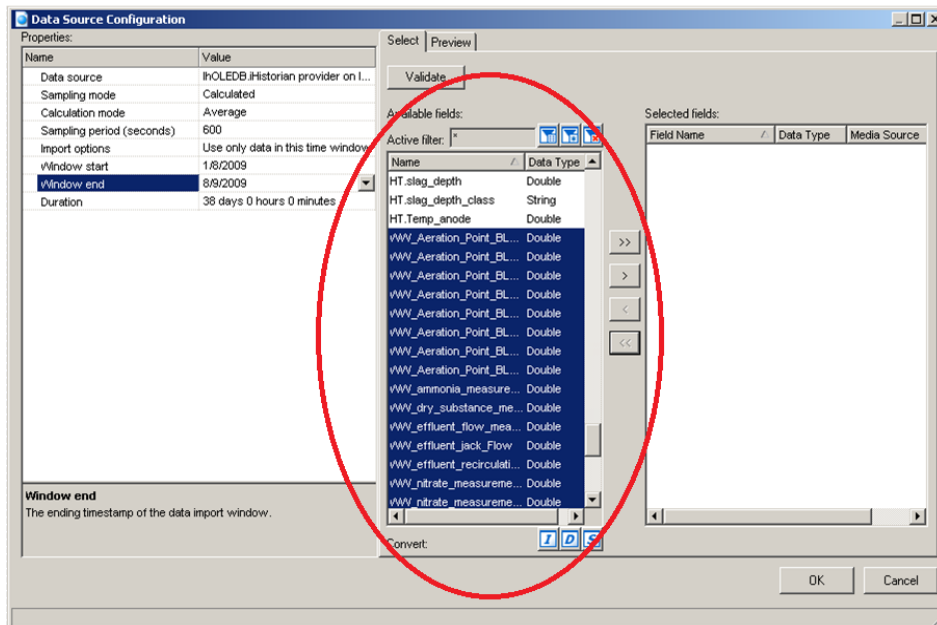 Data Source Configuration
Properties:
Name Value
Data source IhOLEDB.iHistorian provider on l...
Sampling mode Calculated
Calculation mode Average
Sampling period (seconds) 600
Import options Use only data in this time window
Window start 1/8/2009
Window end 8/9/2009
Duration 38 days 0 hours 0 minutes
Window end
The ending timestamp of the data import window.
Select Preview
Validate
Available fields:
Active filter: *
Name Data Type
HT.slag_depth Double
HT.slag_depth_class String
HT.Temp_anode Double
WW_Aeration_Point_BL... Double
WW_Aeration_Point_BL... Double
WW_Aeration_Point_BL... Double
WW_Aeration_Point_BL... Double
WW_Aeration_Point_BL... Double
WW_Aeration_Point_BL... Double
WW_Aeration_Point_BL... Double
WW_Aeration_Point_BL... Double
WW_ammonia_measure... Double
WW_dry_substance_me... Double
WW_effluent_flow_mea... Double
WW_effluent_jack_Flow Double
WW_effluent_recirculati... Double
WW_nitrate_measureme... Double
WW_nitrate_measureme... Double
Convert: I D S
>>
>
<
<<
Selected fields:
Field Name Data Type Media Source
OK Cancel